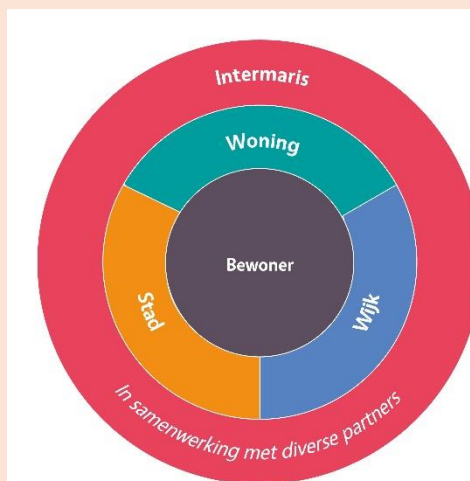 Intermaris
Woning
Bewoner
Stad
Wijk
In samenwerking met diverse partners